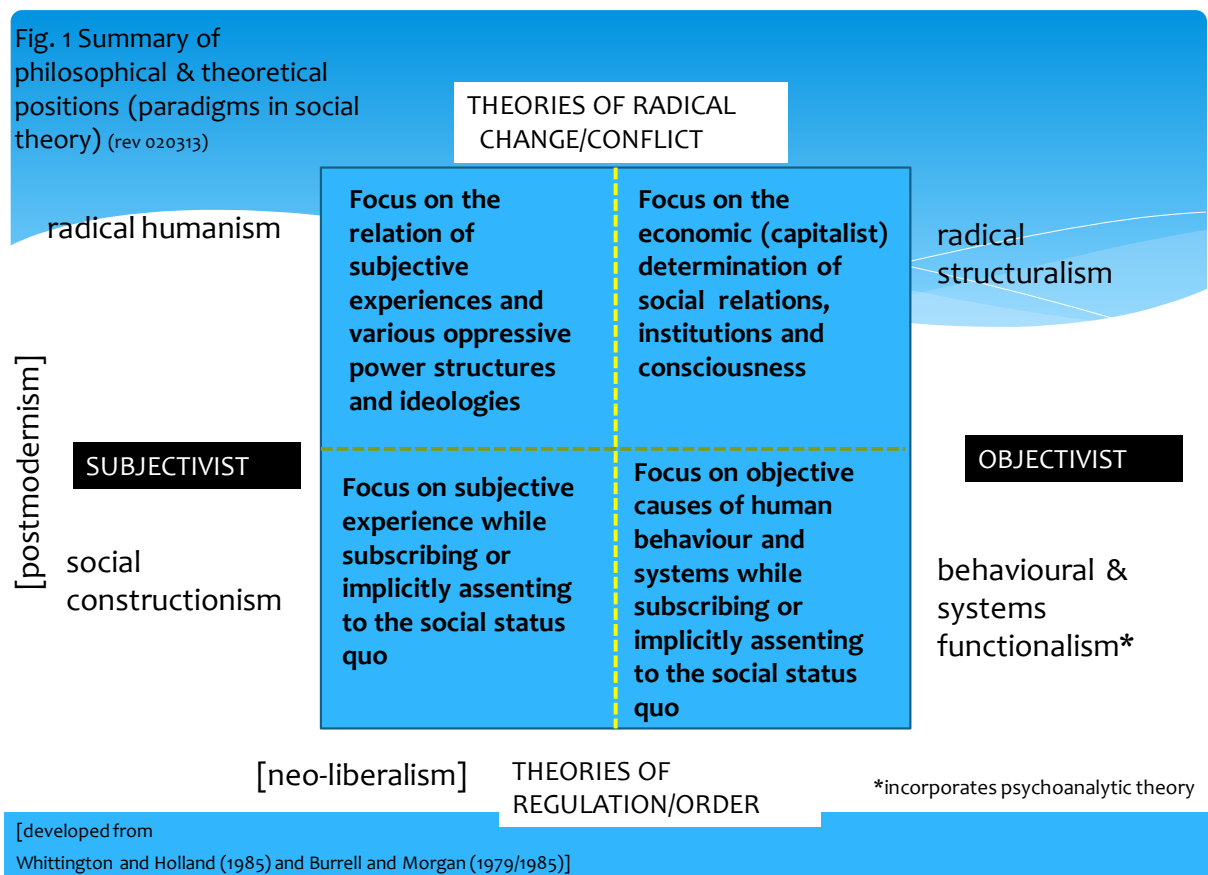 Fig. 1 Summary of
philosophical & theoretical
positions (paradigms in social
theory) (rev 020313)
THEORIES OF RADICAL
CHANGE/CONFLICT
radical humanism
Focus on the
relation of
subjective
experiences and
various oppressive
power structures
and ideologies
Focus on the
economic (capitalist)
determination of
social relations,
institutions and
consciousness
radical
structuralism
[postmodernism]
SUBJECTIVIST
OBJECTIVIST
social
constructionism
Focus on subjective
experience while
subscribing or
implicitly assenting
to the social status
quo
Focus on objective
causes of human
behaviour and
systems while
subscribing or
implicitly assenting
to the social status
quo
behavioural &
systems
functionalism*
[neo-liberalism]
THEORIES OF
REGULATION/ORDER
*incorporates psychoanalytic theory
[developed from
Whittington and Holland (1985) and Burrell and Morgan (1979/1985)]